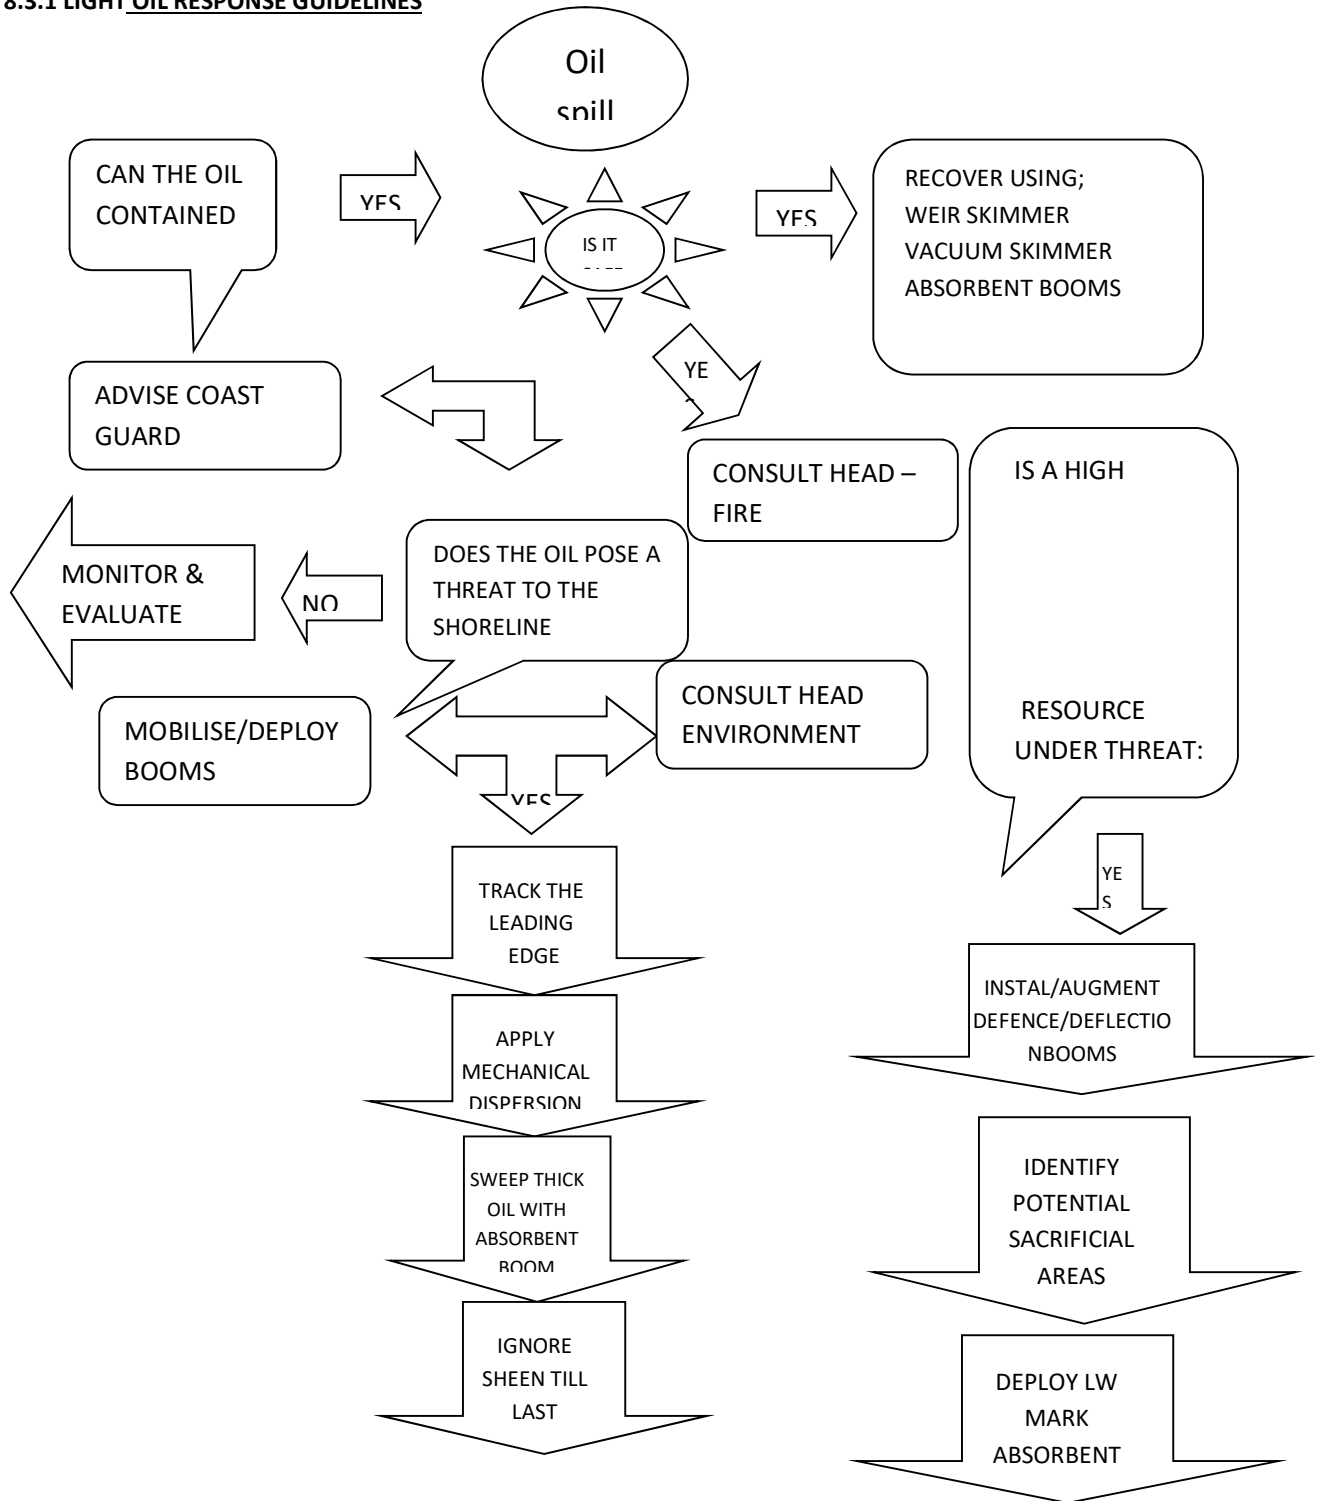 8.3.1 LIGHT OIL RESPONSE GUIDELINES
Oil
spill
CAN THE OIL
CONTAINED
YES
IS IT
YES
RECOVER USING;
WEIR SKIMMER
VACUUM SKIMMER
ABSORBENT BOOMS
ADVISE COAST
GUARD
YE
CONSULT HEAD –
FIRE
IS A HIGH
RESOURCE
UNDER THREAT:
MONITOR &
EVALUATE
NO
DOES THE OIL POSE A
THREAT TO THE
SHORELINE
MOBILISE/DEPLOY
BOOMS
CONSULT HEAD
ENVIRONMENT
YES
TRACK THE
LEADING
EDGE
APPLY
MECHANICAL
DISPERSION
SWEEP THICK
OIL WITH
ABSORBENT
BOOM
IGNORE
SHEEN TILL
LAST
YE
S
INSTAL/AUGMENT
DEFENCE/DEFLECTIO
NBOOMS
IDENTIFY
POTENTIAL
SACRIFICIAL
AREAS
DEPLOY LW
MARK
ABSORBENT